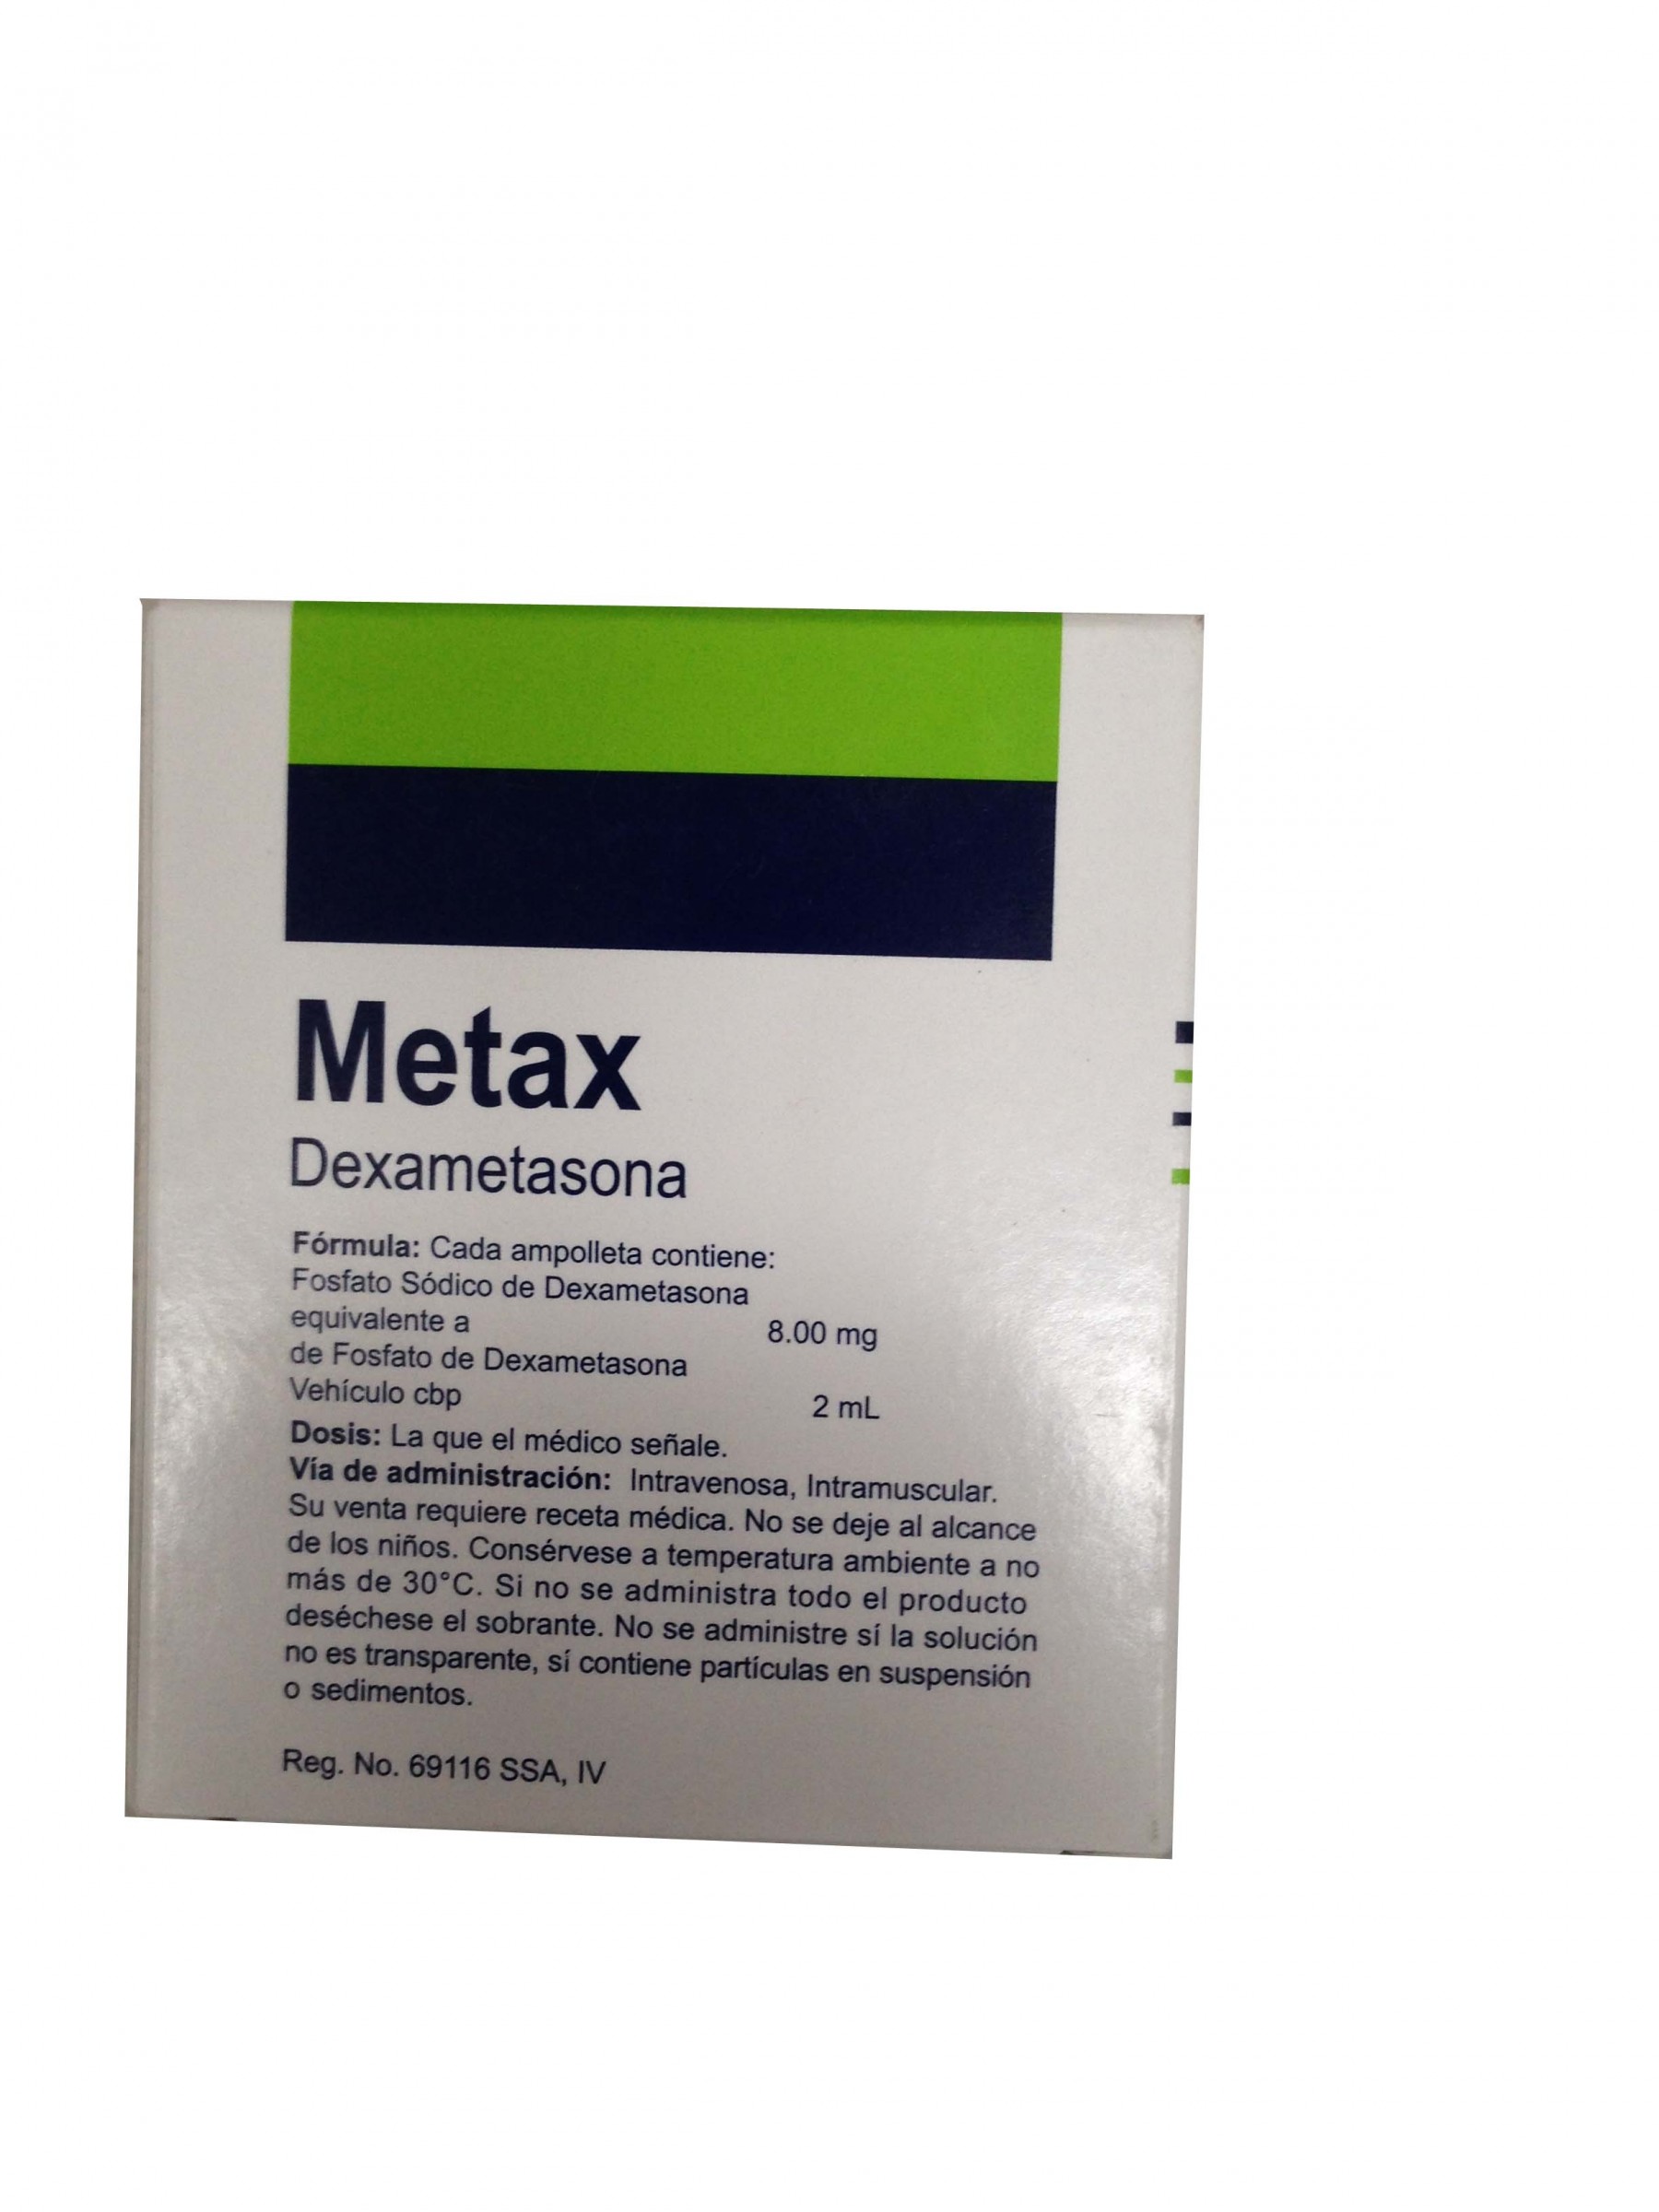 Metax
Dexametasona
Fórmula: Cada ampolleta contiene:
Fosfato Sódico de Dexametasona
equivalente a 8.00 mg
de Fosfato de Dexametasona
Vehículo cbp 2 mL
Dosis: La que el médico señale.
Vía de administración: Intravenosa, Intramuscular.
Su venta requiere receta médica. No se deje al alcance
de los niños. Consérvese a temperatura ambiente a no
más de 30°C. Si no se administra todo el producto
deséchese el sobrante. No se administre sí la solución
no es transparente, sí contiene partículas en suspensión
o sedimentos.
Reg. No. 69116 SSA, IV